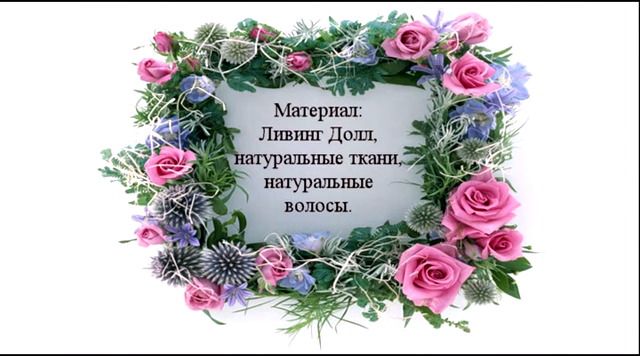 Материал:
Ливинг Долл,
натуральные ткани,
натуральные
волосы.